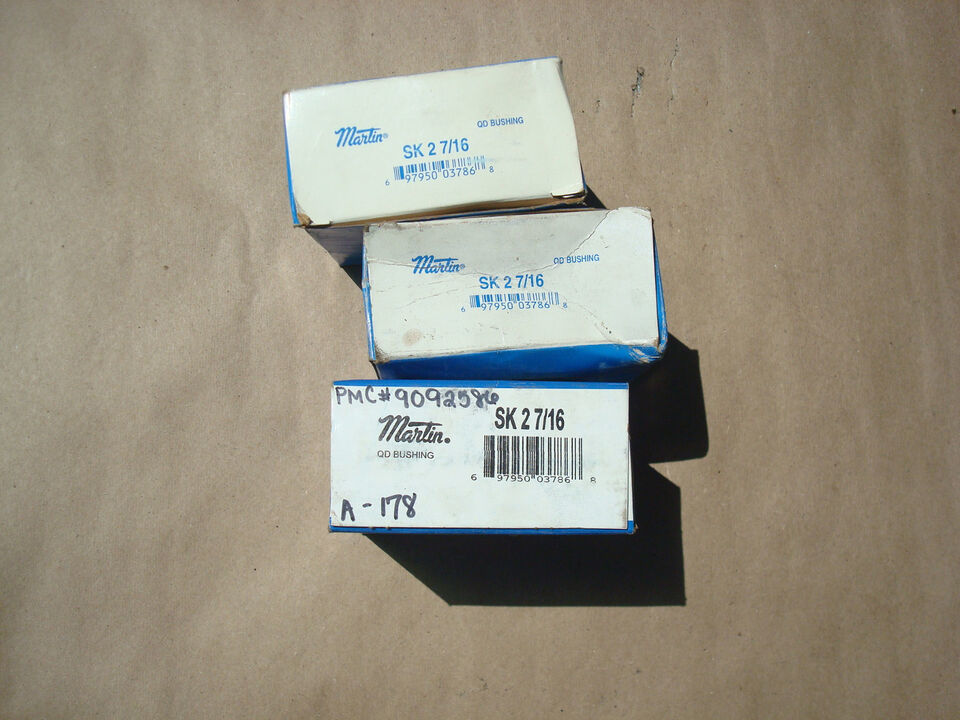 Martin®
QD BUSHING
SK 2 7/16
6 97950 03786 8
Martin®
QD BUSHING
SK 2 7/16
6 97950 03786 8
PMC# 9092586
Martin.
SK 2 7/16
QD BUSHING
6 97950 03786 8
A-178